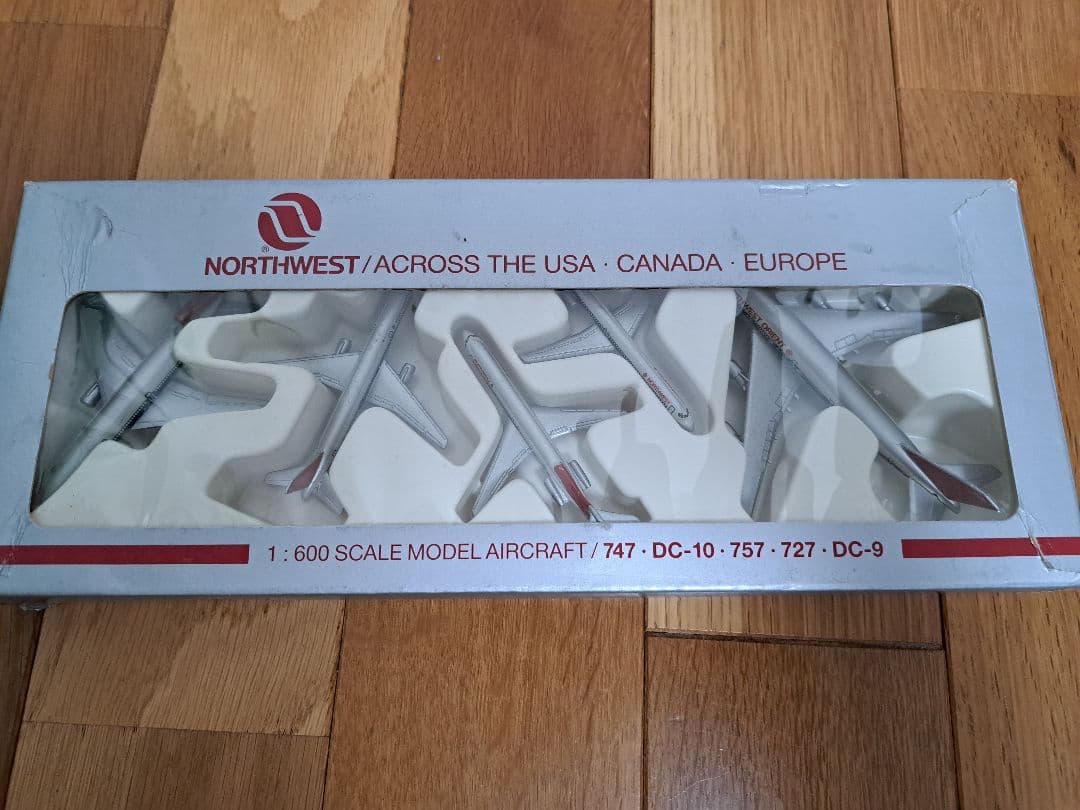 ®
NORTHWEST/ACROSS THE USA · CANADA · EUROPE
1:600 SCALE MODEL AIRCRAFT / 747 · DC-10 · 757 · 727 · DC-9